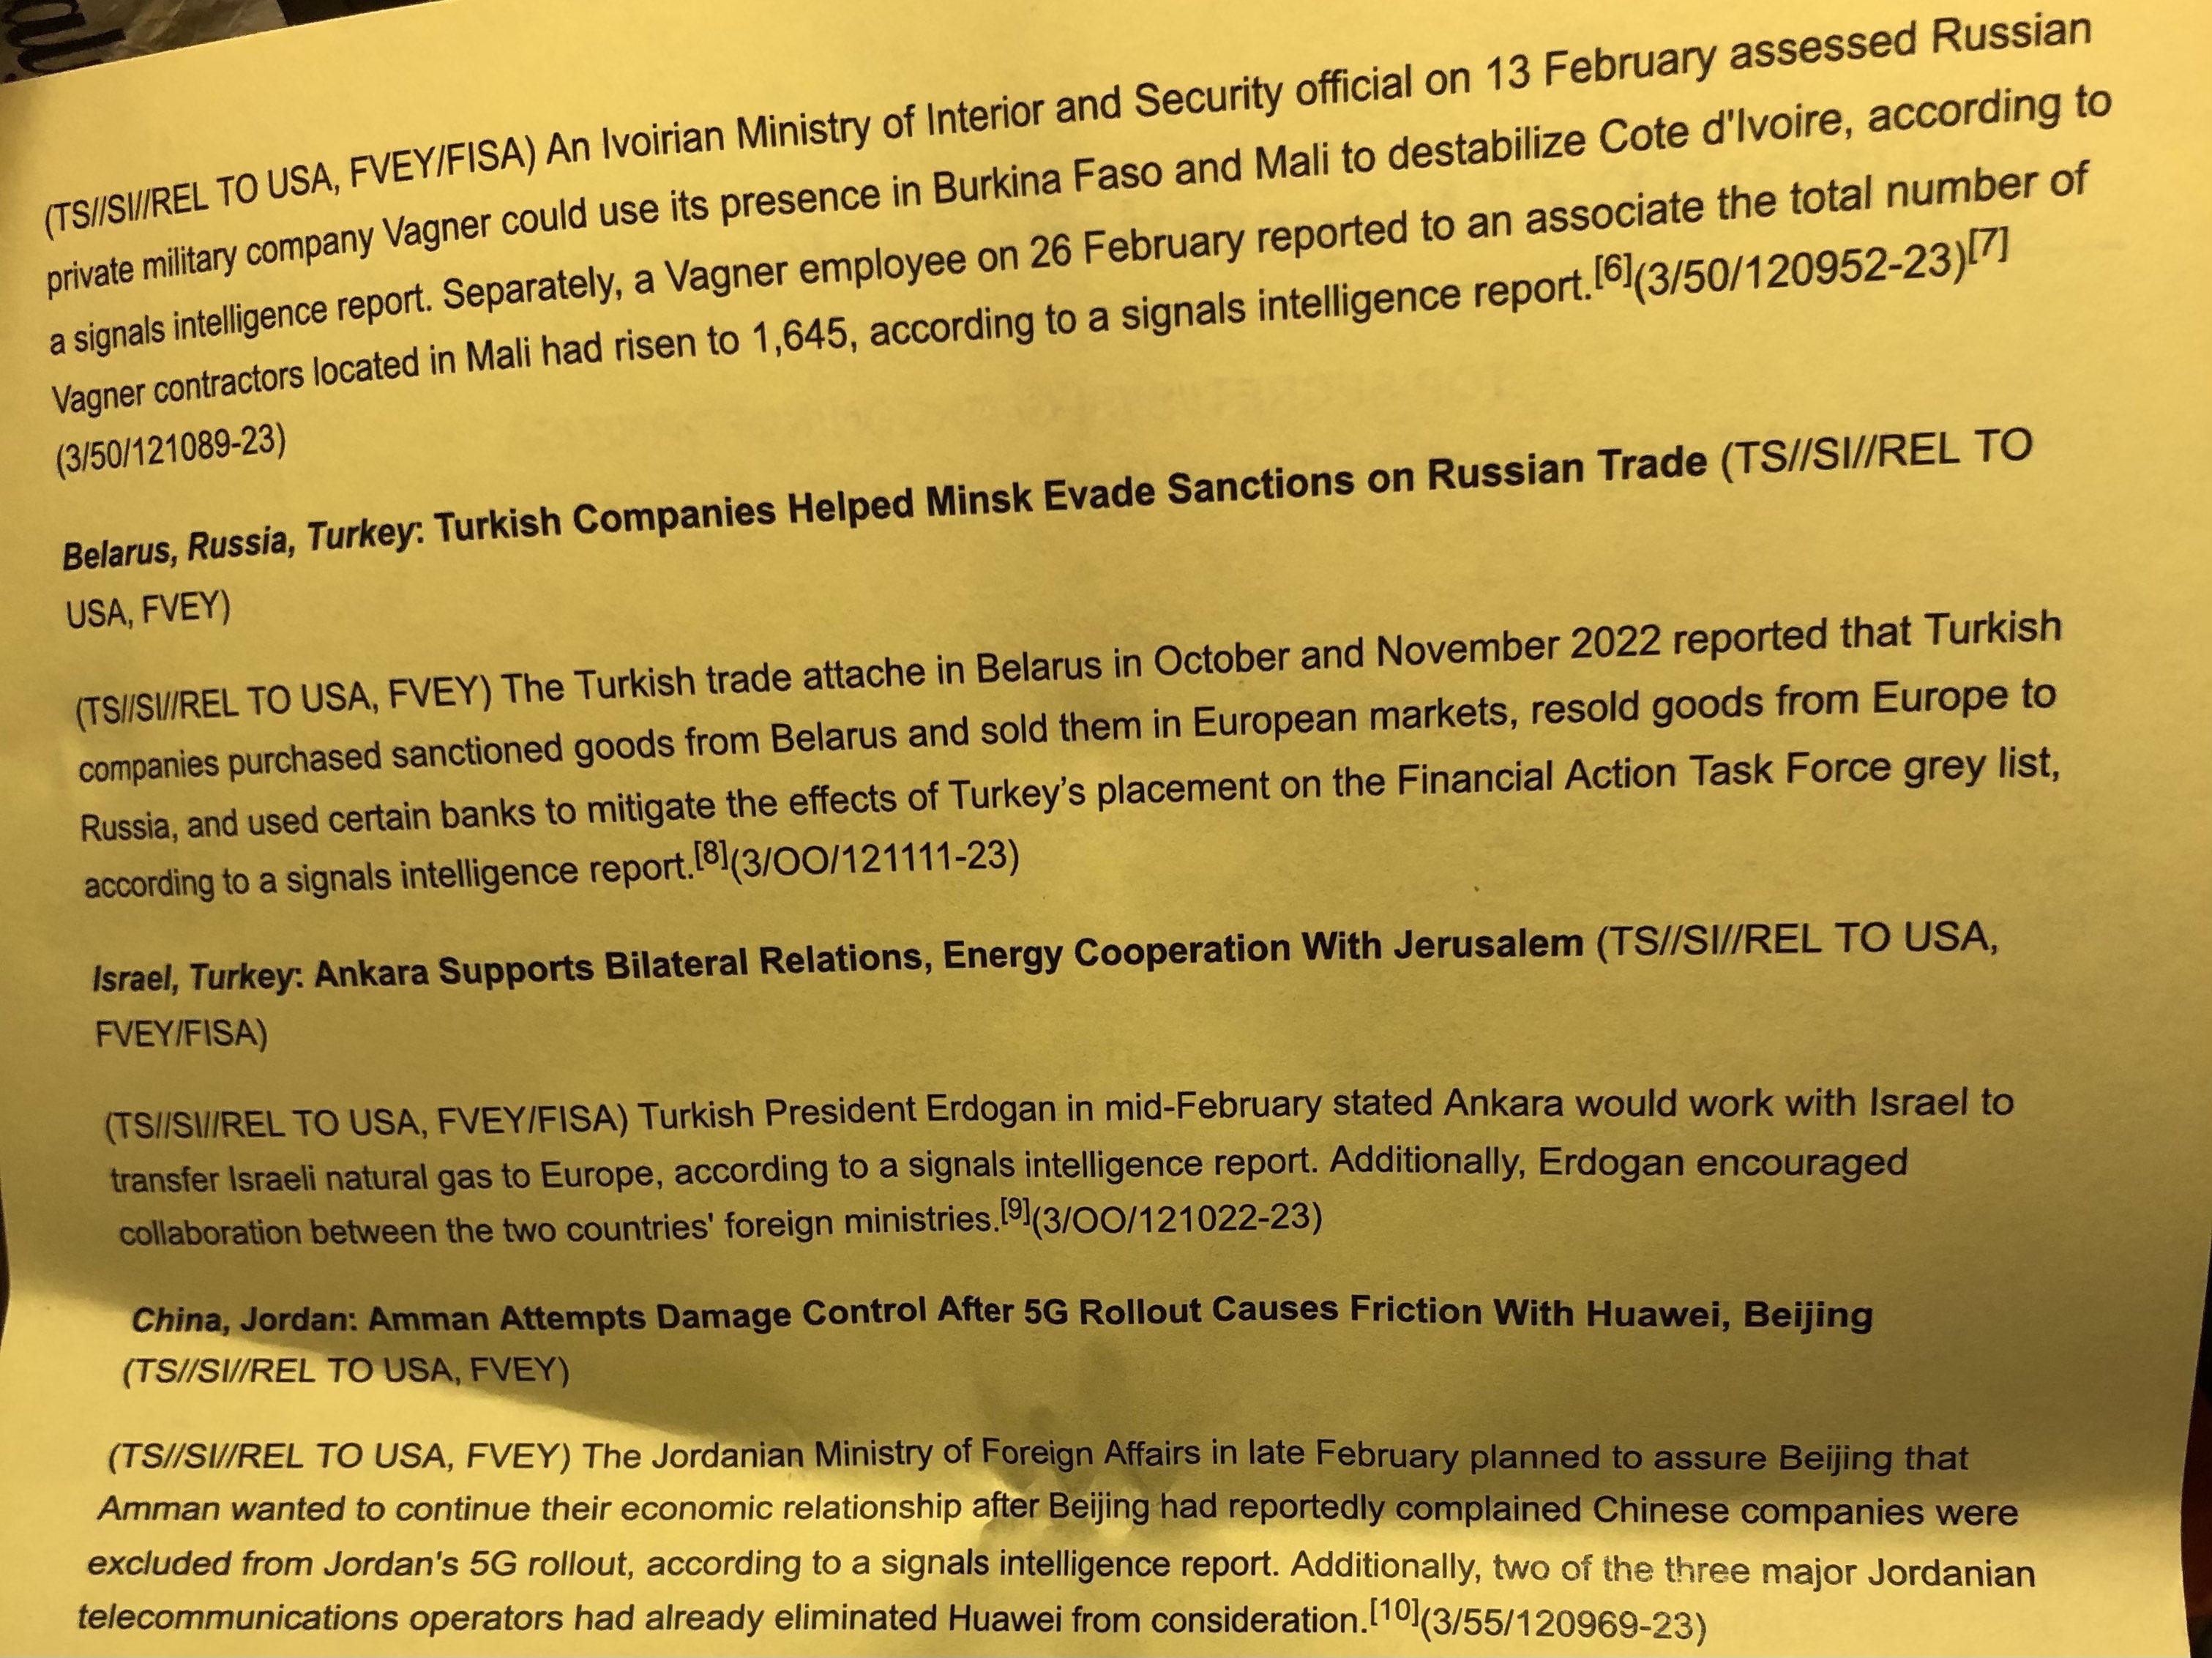 (TS//SI//REL TO USA, FVEY/FISA) An Ivoirian Ministry of Interior and Security official on 13 February assessed Russian
private military company Vagner could use its presence in Burkina Faso and Mali to destabilize Cote d'Ivoire, according to
a signals intelligence report. Separately, a Vagner employee on 26 February reported to an associate the total number of
Vagner contractors located in Mali had risen to 1,645, according to a signals intelligence report.[6](3/50/120952-23)[7]
(3/50/121089-23)
Belarus, Russia, Turkey: Turkish Companies Helped Minsk Evade Sanctions on Russian Trade (TS//SI//REL TO
USA, FVEY)
(TS//SI//REL TO USA, FVEY) The Turkish trade attache in Belarus in October and November 2022 reported that Turkish
companies purchased sanctioned goods from Belarus and sold them in European markets, resold goods from Europe to
Russia, and used certain banks to mitigate the effects of Turkey’s placement on the Financial Action Task Force grey list,
according to a signals intelligence report.[8](3/OO/121111-23)
Israel, Turkey: Ankara Supports Bilateral Relations, Energy Cooperation With Jerusalem (TS//SI//REL TO USA,
FVEY/FISA)
(TS//SI//REL TO USA, FVEY/FISA) Turkish President Erdogan in mid-February stated Ankara would work with Israel to
transfer Israeli natural gas to Europe, according to a signals intelligence report. Additionally, Erdogan encouraged
collaboration between the two countries' foreign ministries.[9](3/OO/121022-23)
China, Jordan: Amman Attempts Damage Control After 5G Rollout Causes Friction With Huawei, Beijing
(TS//SI//REL TO USA, FVEY)
(TS//SI//REL TO USA, FVEY) The Jordanian Ministry of Foreign Affairs in late February planned to assure Beijing that
Amman wanted to continue their economic relationship after Beijing had reportedly complained Chinese companies were
excluded from Jordan's 5G rollout, according to a signals intelligence report. Additionally, two of the three major Jordanian
telecommunications operators had already eliminated Huawei from consideration.[10](3/55/120969-23)